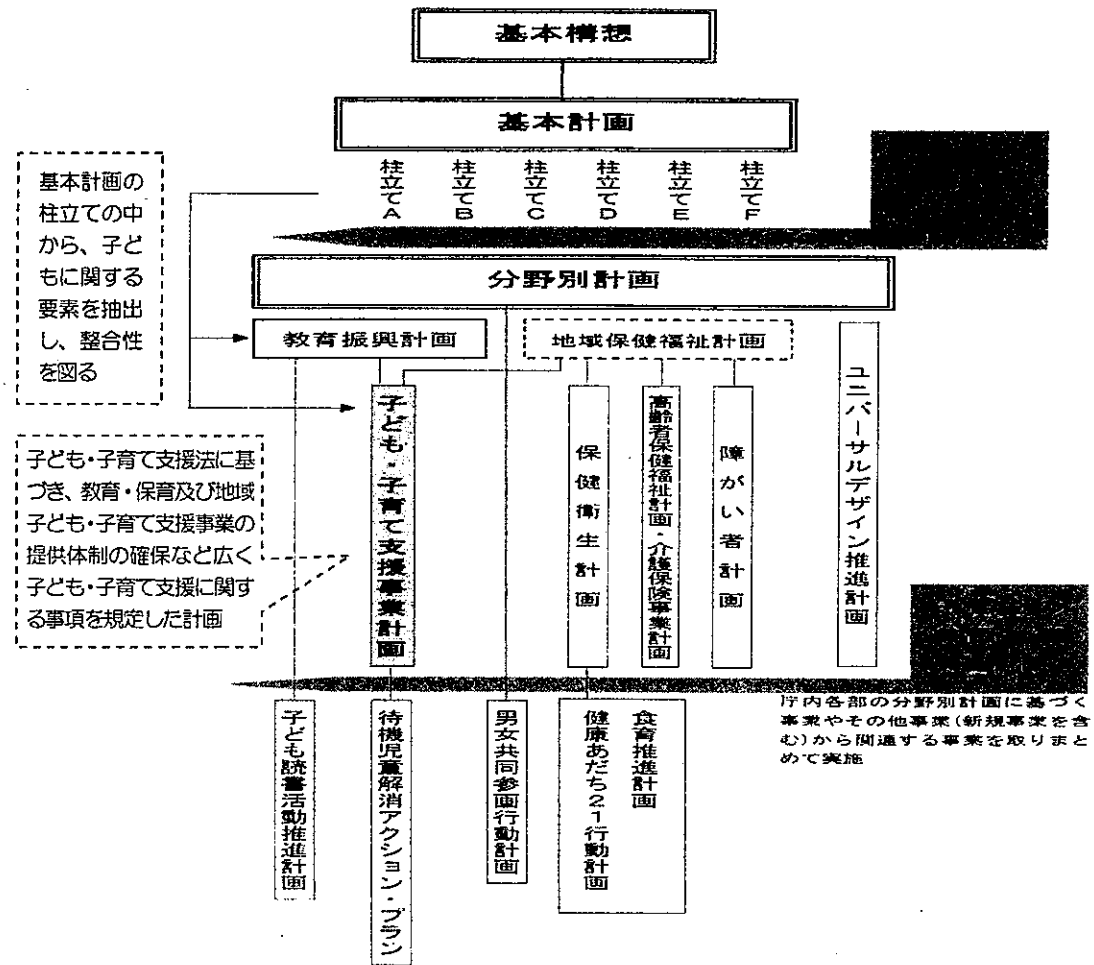 基本構想
基本計画
柱立てA
柱立てB
柱立てC
柱立てD
柱立てE
柱立てF
基本計画の
柱立ての中
から、子ど
もに関する
要素を抽出
し、整合性
を図る
分野別計画
教育振興計画
地域保健福祉計画
ユニバーサルデザイン推進計画
子ども・子育て支援事業計画
保健衛生計画
高齢者保健福祉計画・介護保険事業計画
障がい者計画
子ども・子育て支援法に基
づき、教育・保育及び地域
子ども・子育て支援事業の
提供体制の確保など広く
子ども・子育て支援に関す
る事項を規定した計画
庁内各部の分野別計画に基づく
事業やその他事業(新規事業を含
む)から関連する事業を取りまと
めて実施
子ども読書活動推進計画
待機児童解消アクション・プラン
男女共同参画行動計画
健康あだち21行動計画
食育推進計画